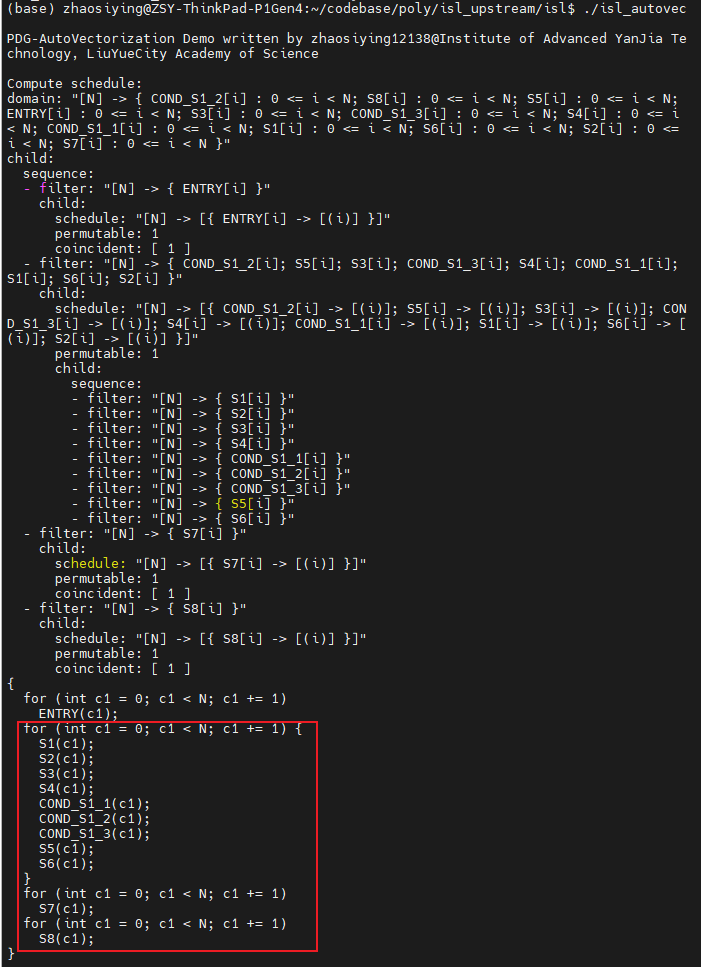 (base) zhaosiying@ZSY-ThinkPad-P1Gen4:~/codebase/poly/isl_upstream/isl$ ./isl_autovec
PDG-AutoVectorization Demo written by zhaosiying12138@Institute of Advanced YanJia Te
chnology, LiuYueCity Academy of Science
Compute schedule:
domain: "[N] -> { COND_S1_2[i] : 0 <= i < N; S8[i] : 0 <= i < N; S5[i] : 0 <= i < N;
ENTRY[i] : 0 <= i < N; S3[i] : 0 <= i < N; COND_S1_3[i] : 0 <= i < N; S4[i] : 0 <= i
< N; COND_S1_1[i] : 0 <= i < N; S1[i] : 0 <= i < N; S6[i] : 0 <= i < N; S2[i] : 0 <=
i < N; S7[i] : 0 <= i < N }"
child:
  sequence:
  - filter: "[N] -> { ENTRY[i] }"
    child:
      schedule: "[N] -> [{ ENTRY[i] -> [(i)] }]"
      permutable: 1
      coincident: [ 1 ]
  - filter: "[N] -> { COND_S1_2[i]; S5[i]; S3[i]; COND_S1_3[i]; S4[i]; COND_S1_1[i];
S1[i]; S6[i]; S2[i] }"
    child:
      schedule: "[N] -> [{ COND_S1_2[i] -> [(i)]; S5[i] -> [(i)]; S3[i] -> [(i)]; CON
D_S1_3[i] -> [(i)]; S4[i] -> [(i)]; COND_S1_1[i] -> [(i)]; S1[i] -> [(i)]; S6[i] -> [
(i)]; S2[i] -> [(i)] }]"
      permutable: 1
      child:
        sequence:
        - filter: "[N] -> { S1[i] }"
        - filter: "[N] -> { S2[i] }"
        - filter: "[N] -> { S3[i] }"
        - filter: "[N] -> { S4[i] }"
        - filter: "[N] -> { COND_S1_1[i] }"
        - filter: "[N] -> { COND_S1_2[i] }"
        - filter: "[N] -> { COND_S1_3[i] }"
        - filter: "[N] -> { S5[i] }"
        - filter: "[N] -> { S6[i] }"
  - filter: "[N] -> { S7[i] }"
    child:
      schedule: "[N] -> [{ S7[i] -> [(i)] }]"
      permutable: 1
      coincident: [ 1 ]
  - filter: "[N] -> { S8[i] }"
    child:
      schedule: "[N] -> [{ S8[i] -> [(i)] }]"
      permutable: 1
      coincident: [ 1 ]
{
  for (int c1 = 0; c1 < N; c1 += 1)
    ENTRY(c1);
  for (int c1 = 0; c1 < N; c1 += 1) {
    S1(c1);
    S2(c1);
    S3(c1);
    S4(c1);
    COND_S1_1(c1);
    COND_S1_2(c1);
    COND_S1_3(c1);
    S5(c1);
    S6(c1);
  }
  for (int c1 = 0; c1 < N; c1 += 1)
    S7(c1);
  for (int c1 = 0; c1 < N; c1 += 1)
    S8(c1);
}